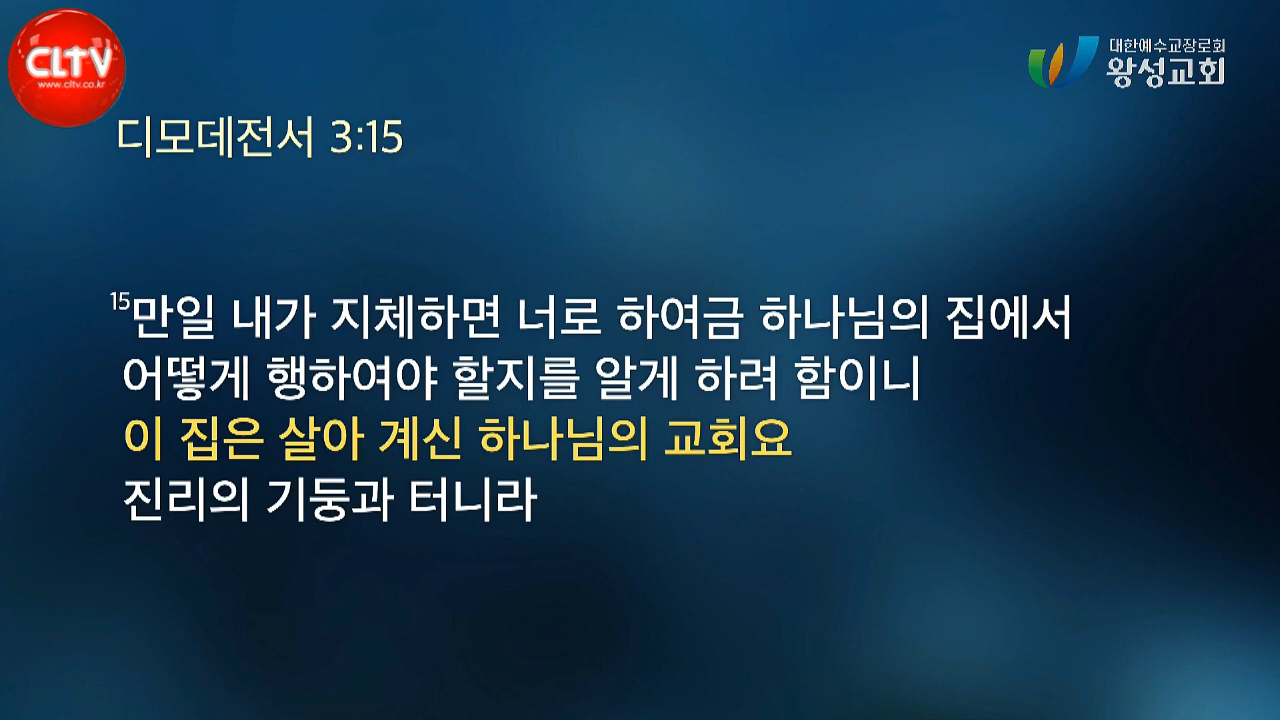 CLTV
www.cltv.co.kr
대한예수교장로회
왕성교회
디모데전서 3:15
15만일 내가 지체하면 너로 하여금 하나님의 집에서
어떻게 행하여야 할지를 알게 하려 함이니
이 집은 살아 계신 하나님의 교회요
진리의 기둥과 터니라